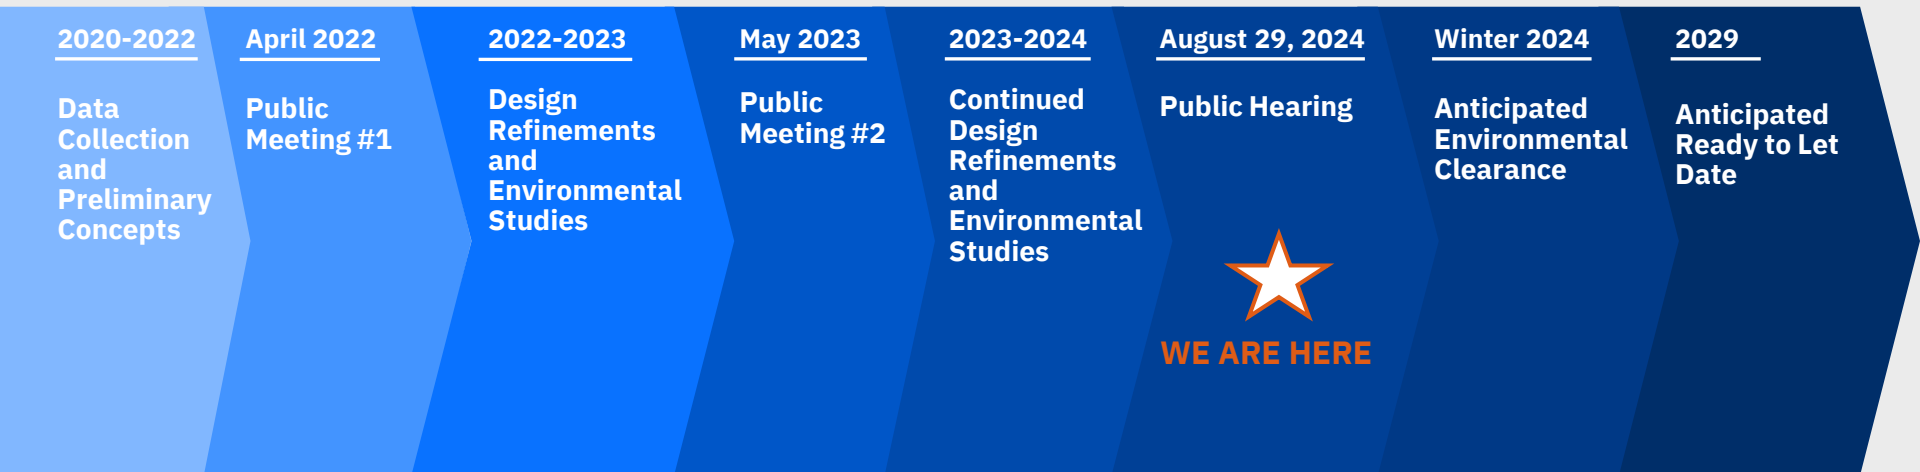 2020-2022
Data
Collection
and
Preliminary
Concepts
April 2022
Public
Meeting #1
2022-2023
Design
Refinements
and
Environmental
Studies
May 2023
Public
Meeting #2
2023-2024
Continued
Design
Refinements
and
Environmental
Studies
August 29, 2024
Public Hearing
WE ARE HERE
Winter 2024
Anticipated
Environmental
Clearance
2029
Anticipated
Ready to Let
Date